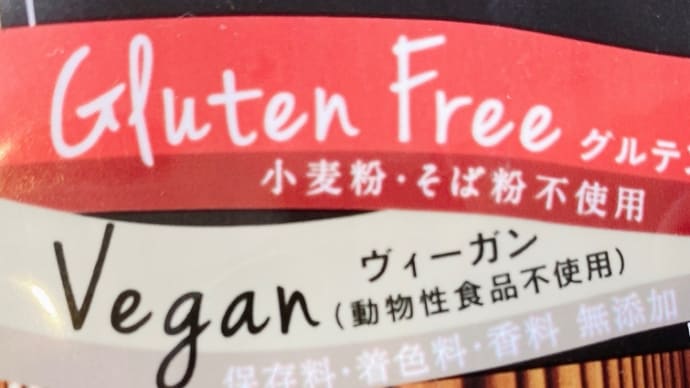 Gluten Free グルテン
小麦粉・そば粉不使用
Vegan ヴィーガン
(動物性食品不使用)
保存料・着色料・香料 無添加